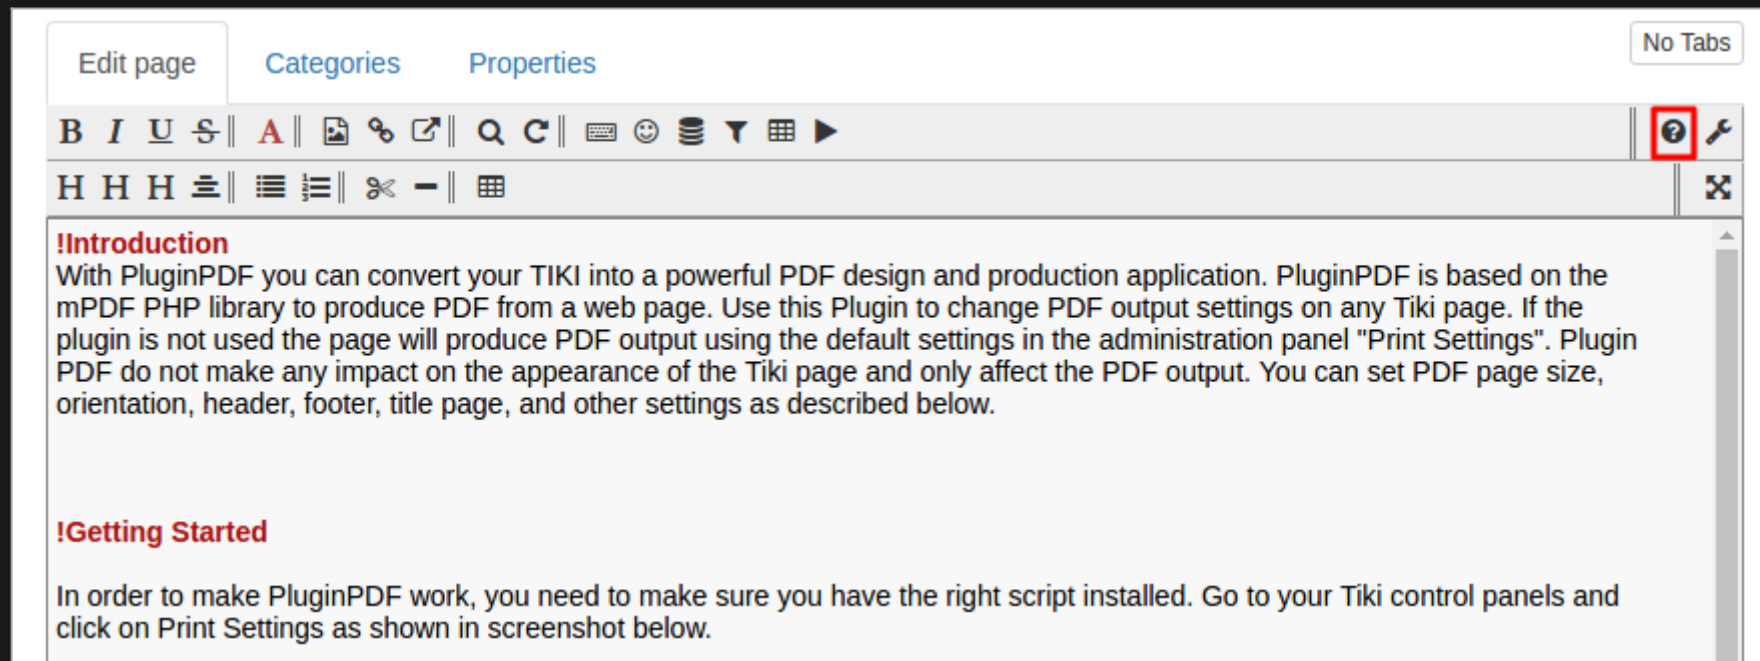 No Tabs
Edit page Categories Properties
B I U S A
H H H
!Introduction
With PluginPDF you can convert your TIKI into a powerful PDF design and production application. PluginPDF is based on the
mPDF PHP library to produce PDF from a web page. Use this Plugin to change PDF output settings on any Tiki page. If the
plugin is not used the page will produce PDF output using the default settings in the administration panel "Print Settings". Plugin
PDF do not make any impact on the appearance of the Tiki page and only affect the PDF output. You can set PDF page size,
orientation, header, footer, title page, and other settings as described below.
!Getting Started
In order to make PluginPDF work, you need to make sure you have the right script installed. Go to your Tiki control panels and
click on Print Settings as shown in screenshot below.